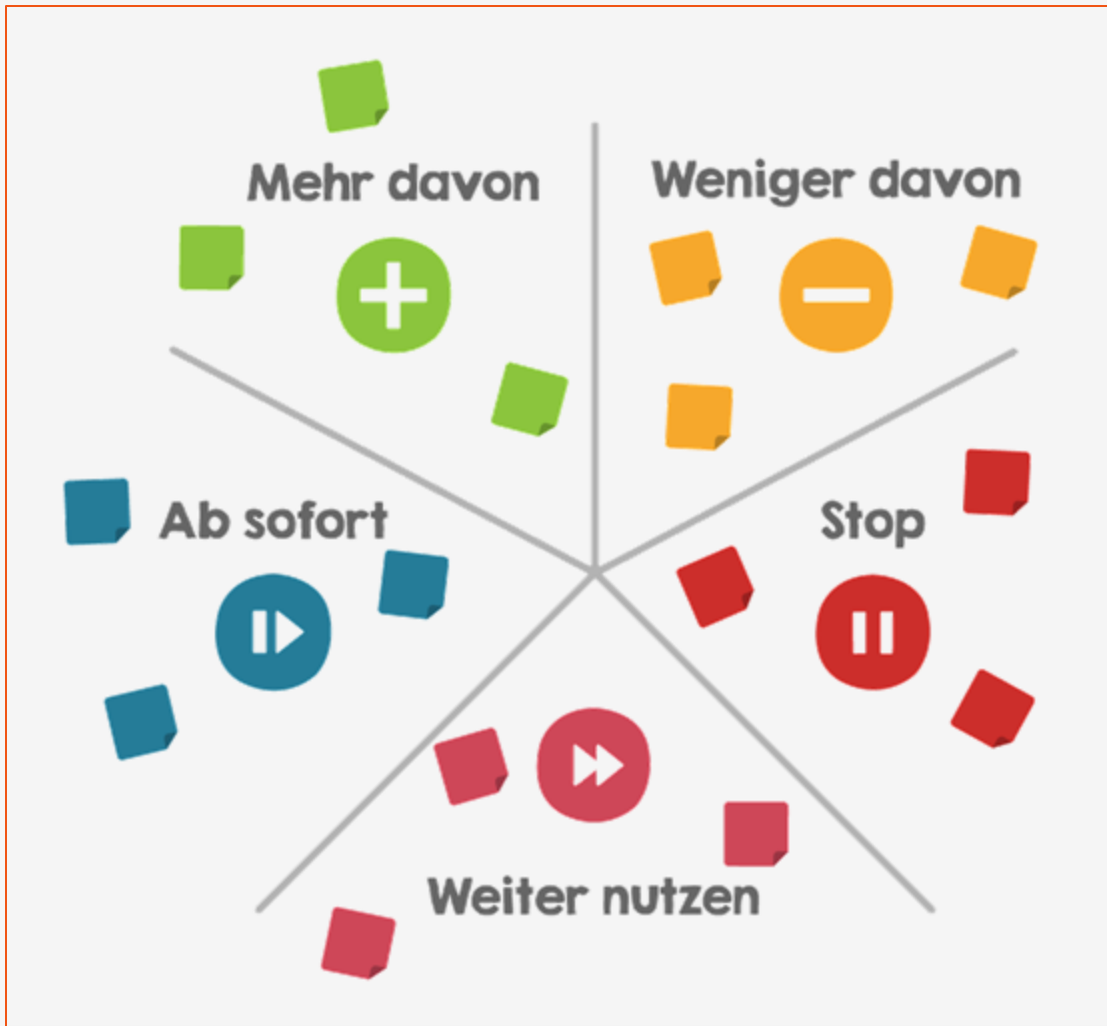 Mehr davon
Weniger davon
Ab sofort
Stop
Weiter nutzen